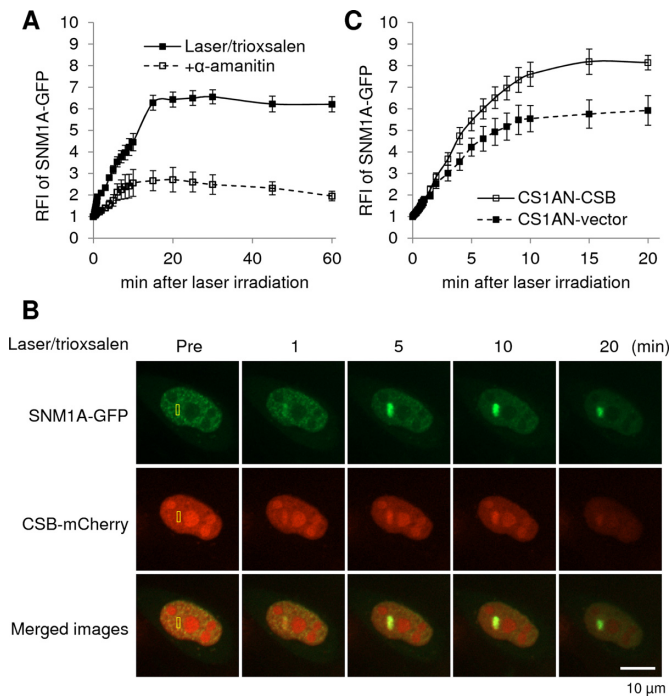 A
10
9
8
7
6
5
4
3
2
1
0
RFI of SNM1A-GFP
Laser/trioxsalen
+α-amanitin
0
20
40
60
min after laser irradiation
C
10
9
8
7
6
5
4
3
2
1
0
RFI of SNM1A-GFP
CS1AN-CSB
CS1AN-vector
0
5
10
15
20
min after laser irradiation
B
Laser/trioxsalen Pre 1 5 10 20 (min)
SNM1A-GFP
CSB-mCherry
Merged images
10 μm